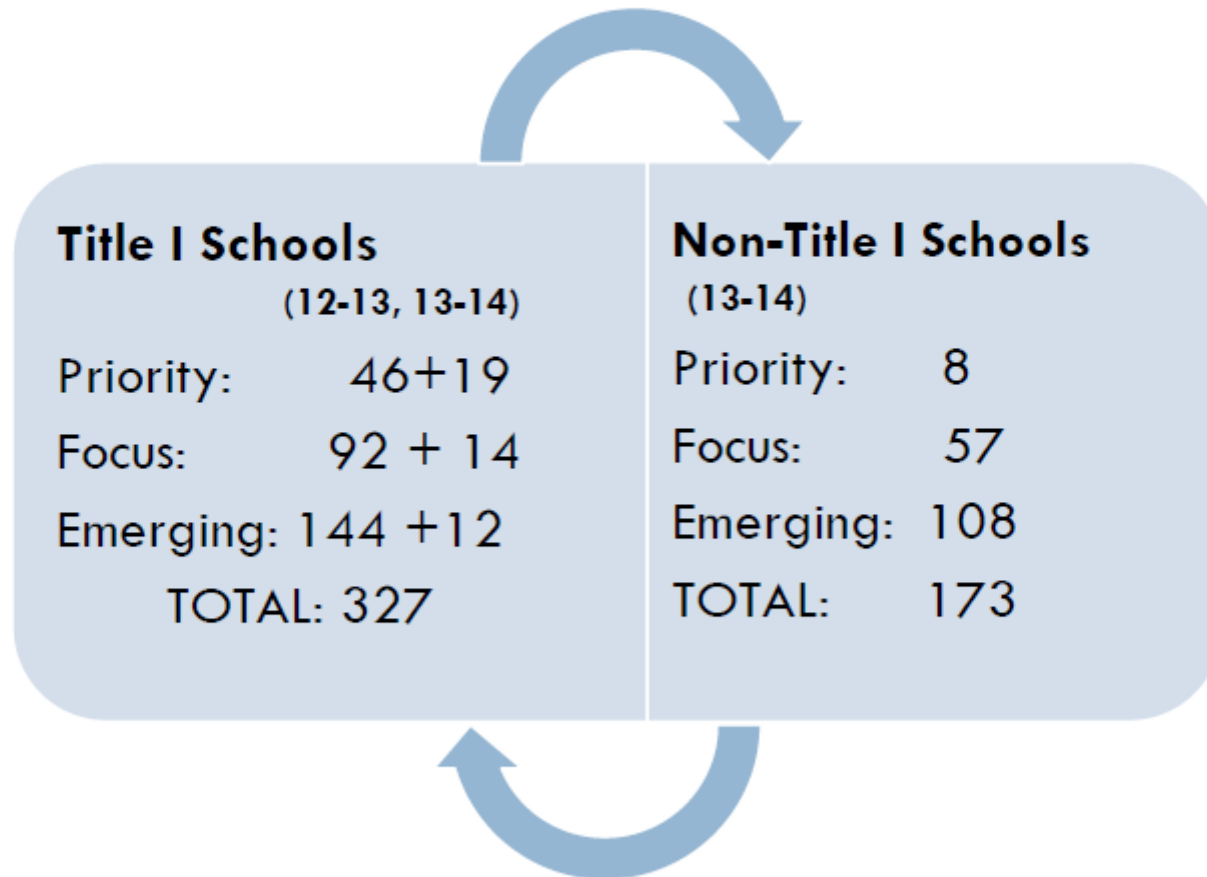 Title I Schools
(12-13, 13-14)
Priority: 46+19
Focus: 92 + 14
Emerging: 144 +12
TOTAL: 327
Non-Title I Schools
(13-14)
Priority: 8
Focus: 57
Emerging: 108
TOTAL: 173